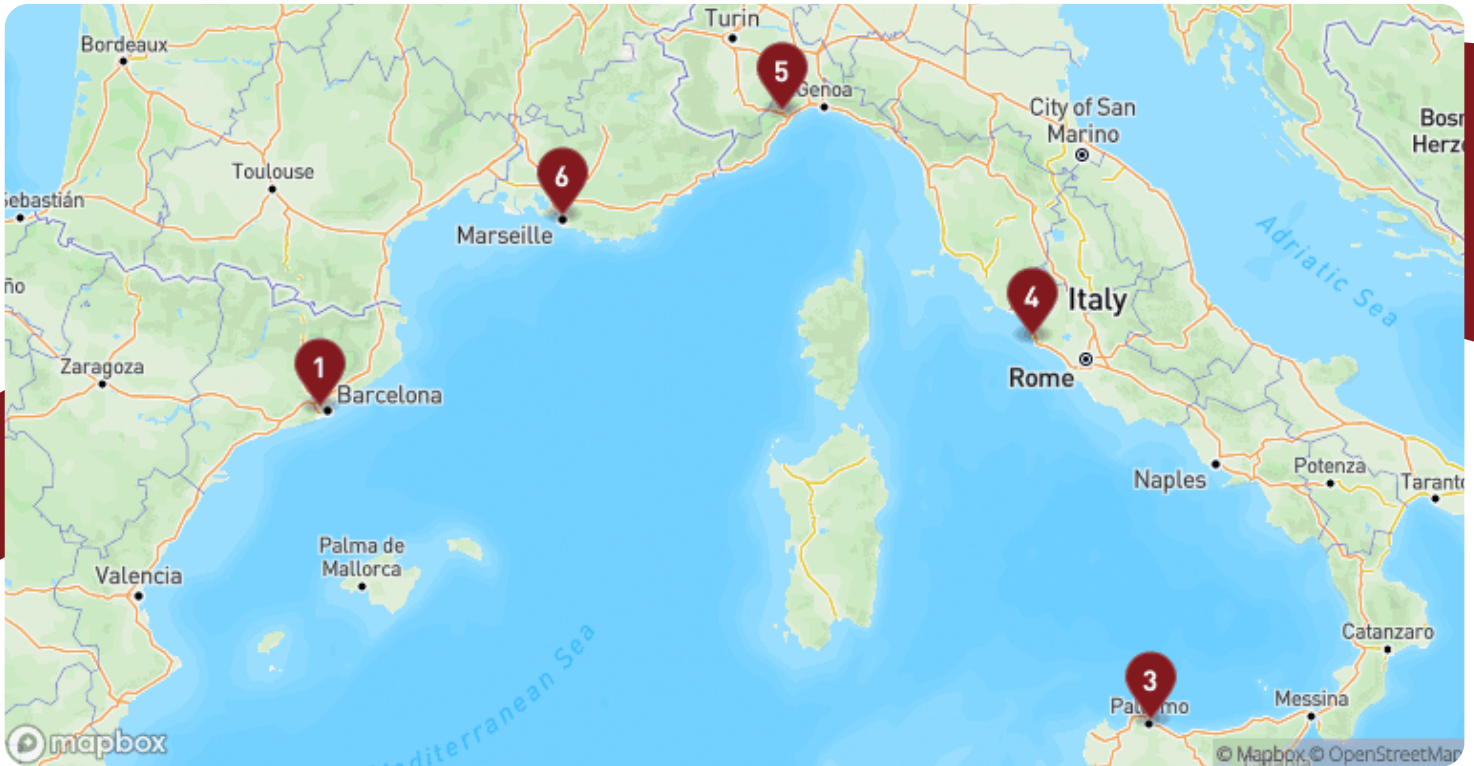 Turin
Bordeaux
5
Genoa
City of San
Marino
Bosn
Herze
Toulouse
6
Sebastián
Marseille
Adriatic Sea
ño
4
Italy
Zaragoza
1
Rome
Barcelona
Naples
Potenza
Taranto
Palma de
Mallorca
Valencia
Catanzaro
Mediterranean Sea
3
Palermo
Messina
mapbox
© Mapbox © OpenStreetMap